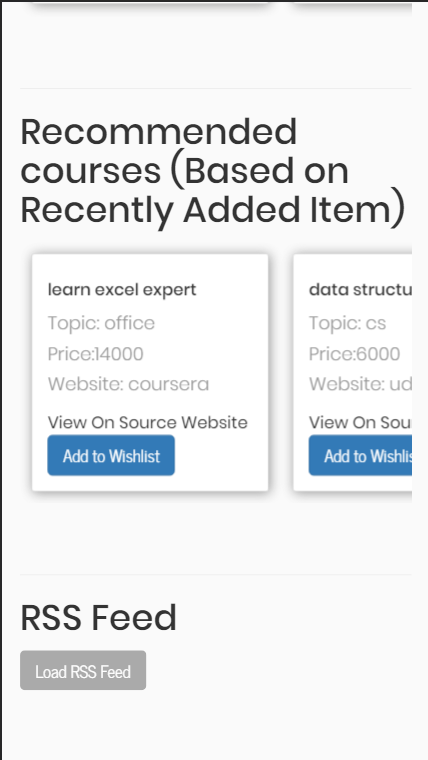 Recommended
courses (Based on
Recently Added Item)
learn excel expert
Topic: office
Price:14000
Website: coursera
View On Source Website
Add to Wishlist
data structu
Topic: cs
Price:6000
Website: ud
View On Sou
Add to Wishlis
RSS Feed
Load RSS Feed